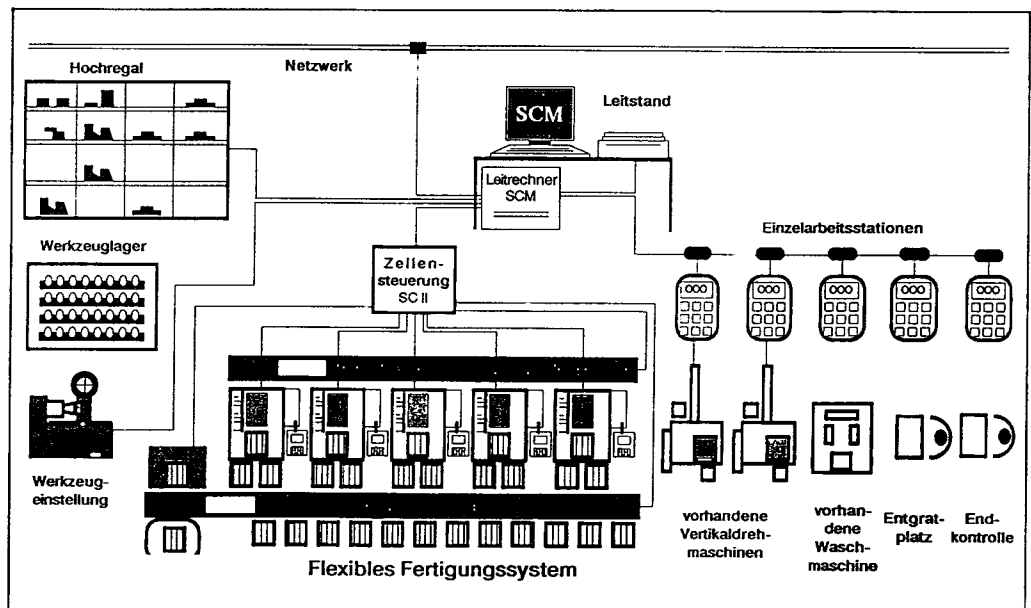 Hochregal
Netzwerk
SCM
Leitstand
Leitrechner
SCM
Einzelarbeitsstationen
Werkzeuglager
Zellen-
steuerung
SC II
Werkzeug-
einstellung
vorhandene
Vertikaldreh-
maschinen
vorhan-
dene
Wasch-
maschine
Entgrat-
platz
End-
kontrolle
Flexibles Fertigungssystem